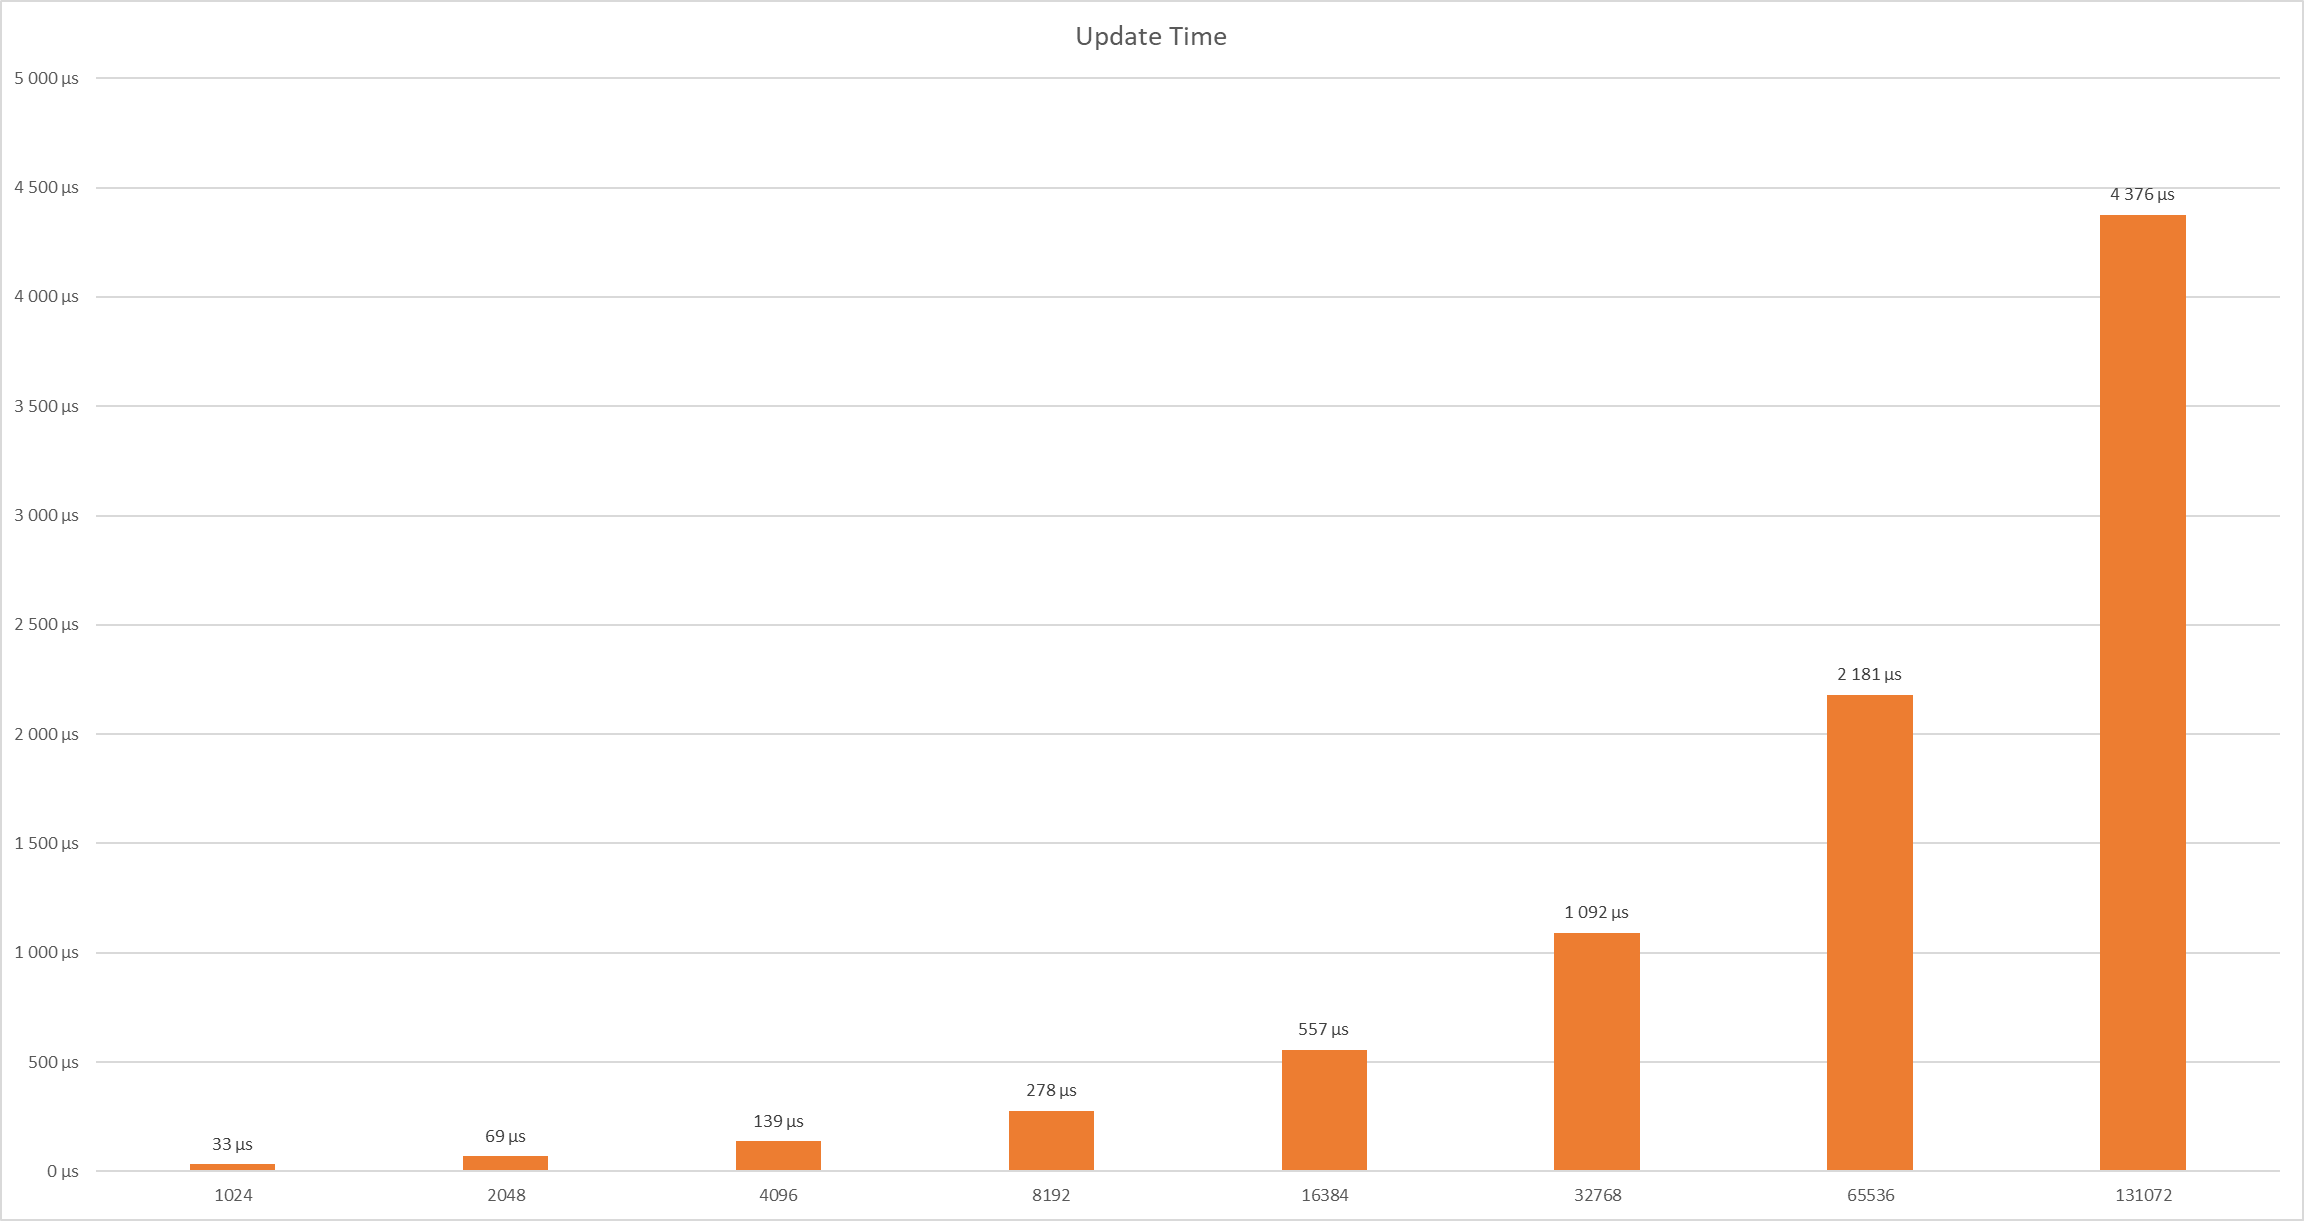 Update Time
5 000 µs
4 500 µs
4 000 µs
3 500 µs
3 000 µs
2 500 µs
2 000 µs
1 500 µs
1 000 µs
500 µs
0 µs
33 µs
69 µs
139 µs
278 µs
557 µs
1 092 µs
2 181 µs
4 376 µs
1024
2048
4096
8192
16384
32768
65536
131072